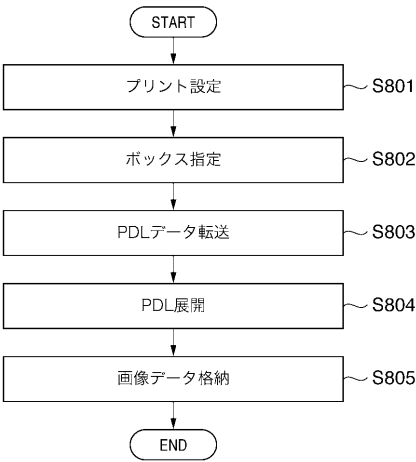 START
プリント設定
S801
ボックス指定
S802
PDLデータ転送
S803
PDL展開
S804
画像データ格納
S805
END